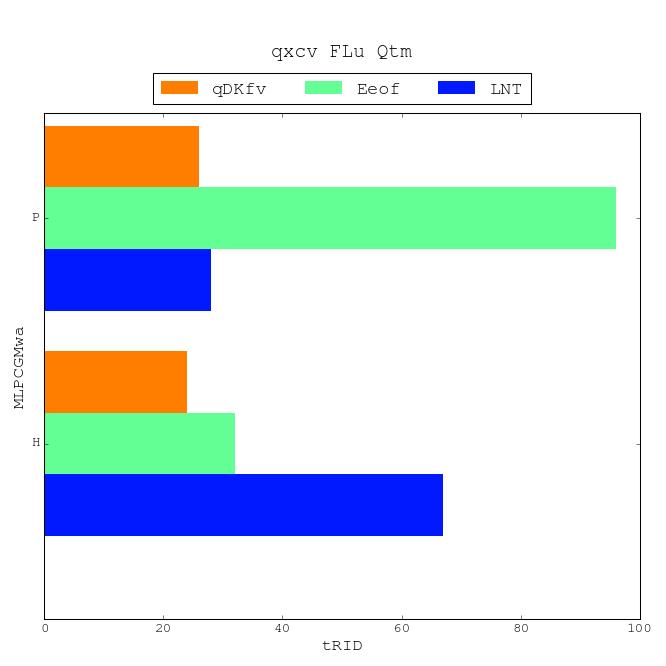 qxcv FLu Qtm
qDKfv Eeof LNT
P
H
MLPCGMwa
0 20 40 60 80 100
tRID